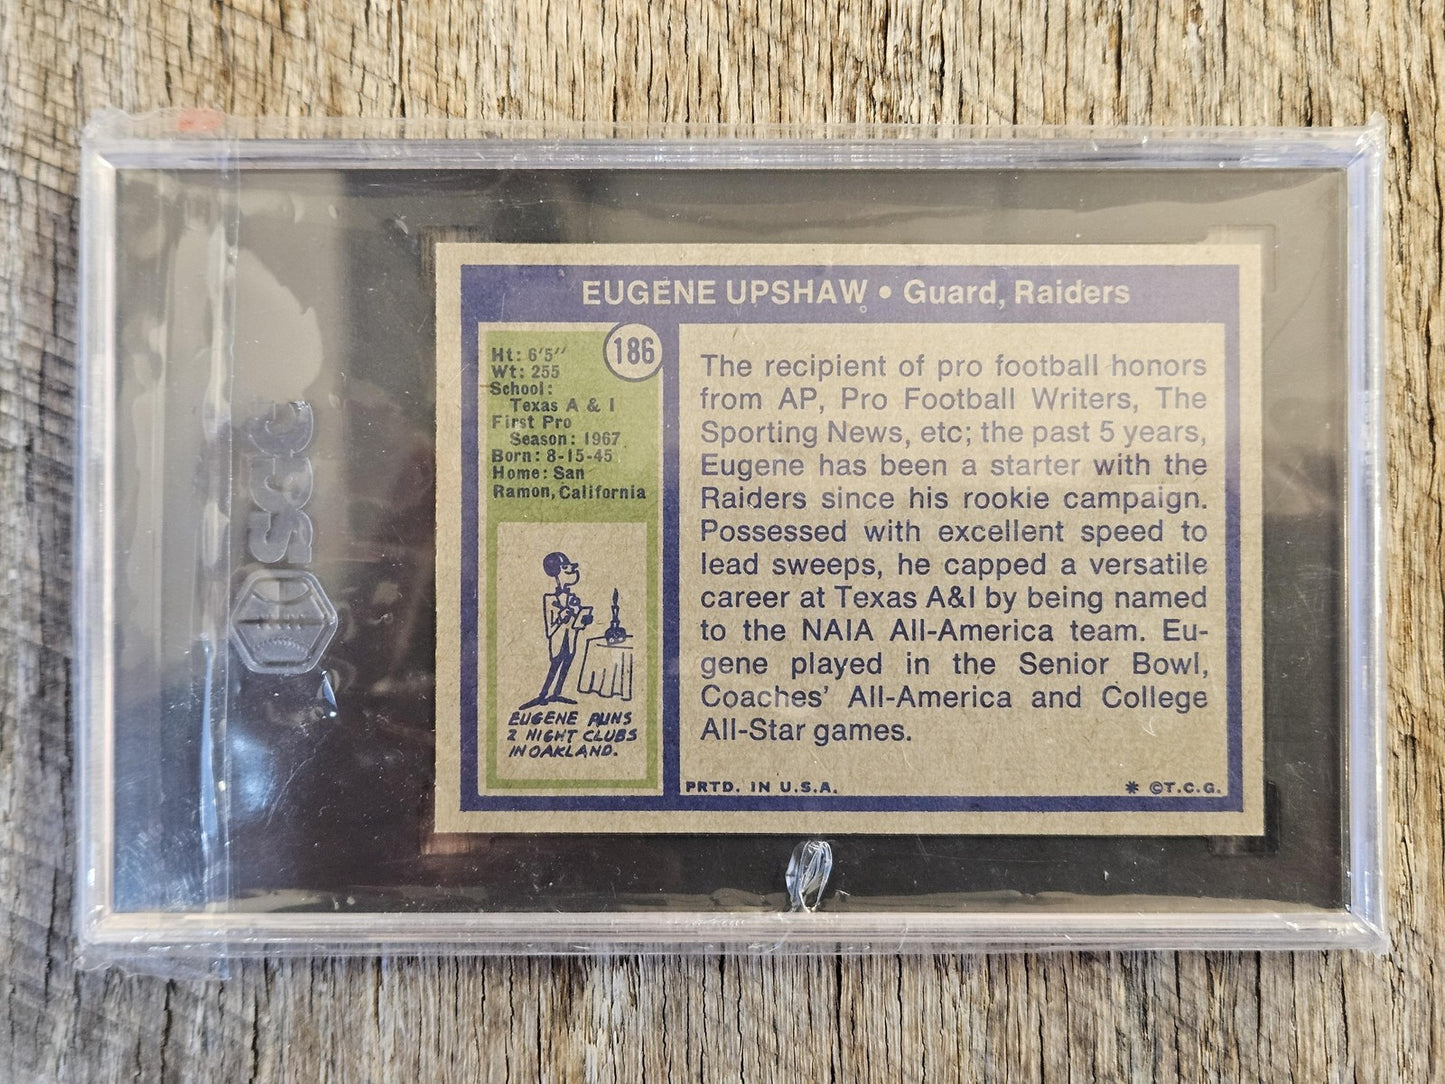 EUGENE UPSHAW • Guard, Raiders
186
Ht: 6'5"
Wt: 255
School:
Texas A & I
First Pro
Season: 1967
Born: 8-15-45
Home: San
Ramon, California
EUGENE RUNS
2 NIGHT CLUBS
IN OAKLAND.
The recipient of pro football honors
from AP, Pro Football Writers, The
Sporting News, etc; the past 5 years,
Eugene has been a starter with the
Raiders since his rookie campaign.
Possessed with excellent speed to
lead sweeps, he capped a versatile
career at Texas A&I by being named
to the NAIA All-America team. Eu-
gene played in the Senior Bowl,
Coaches' All-America and College
All-Star games.
PRTD. IN U.S.A.
* ©T.C.G.
SGC